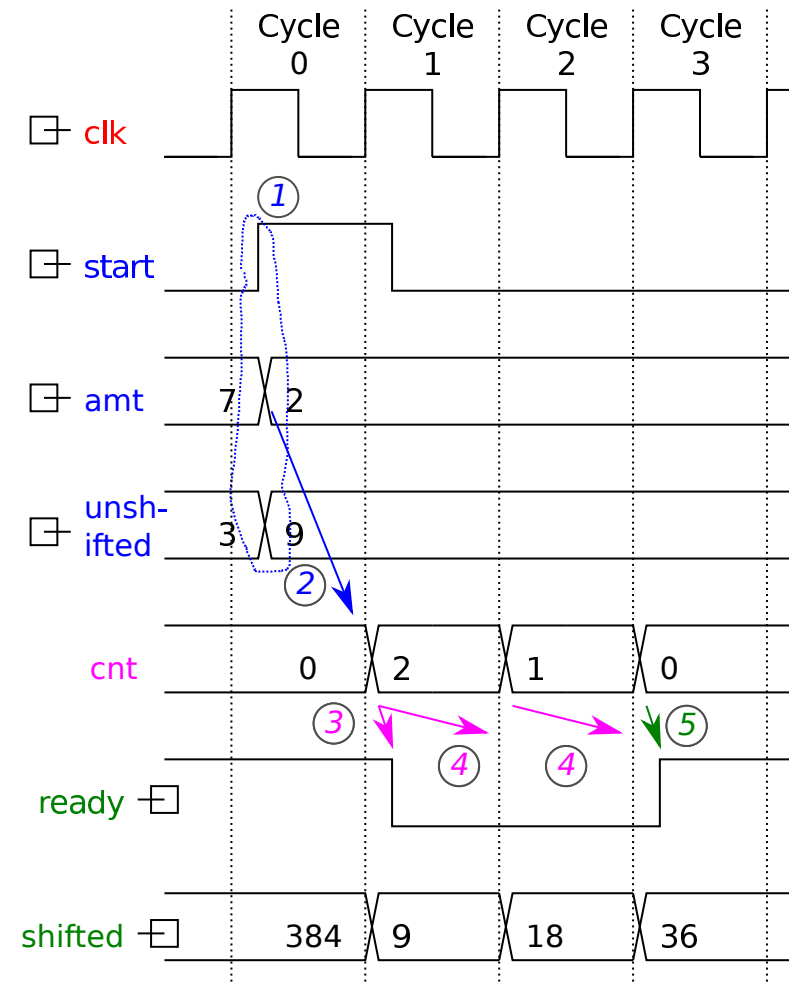 Cycle Cycle Cycle Cycle
0 1 2 3
clk
1
start
amt 7 2
unsh-
ifted 3 9
2
cnt 0 2 1 0
3 4 4 5
ready
shifted 384 9 18 36